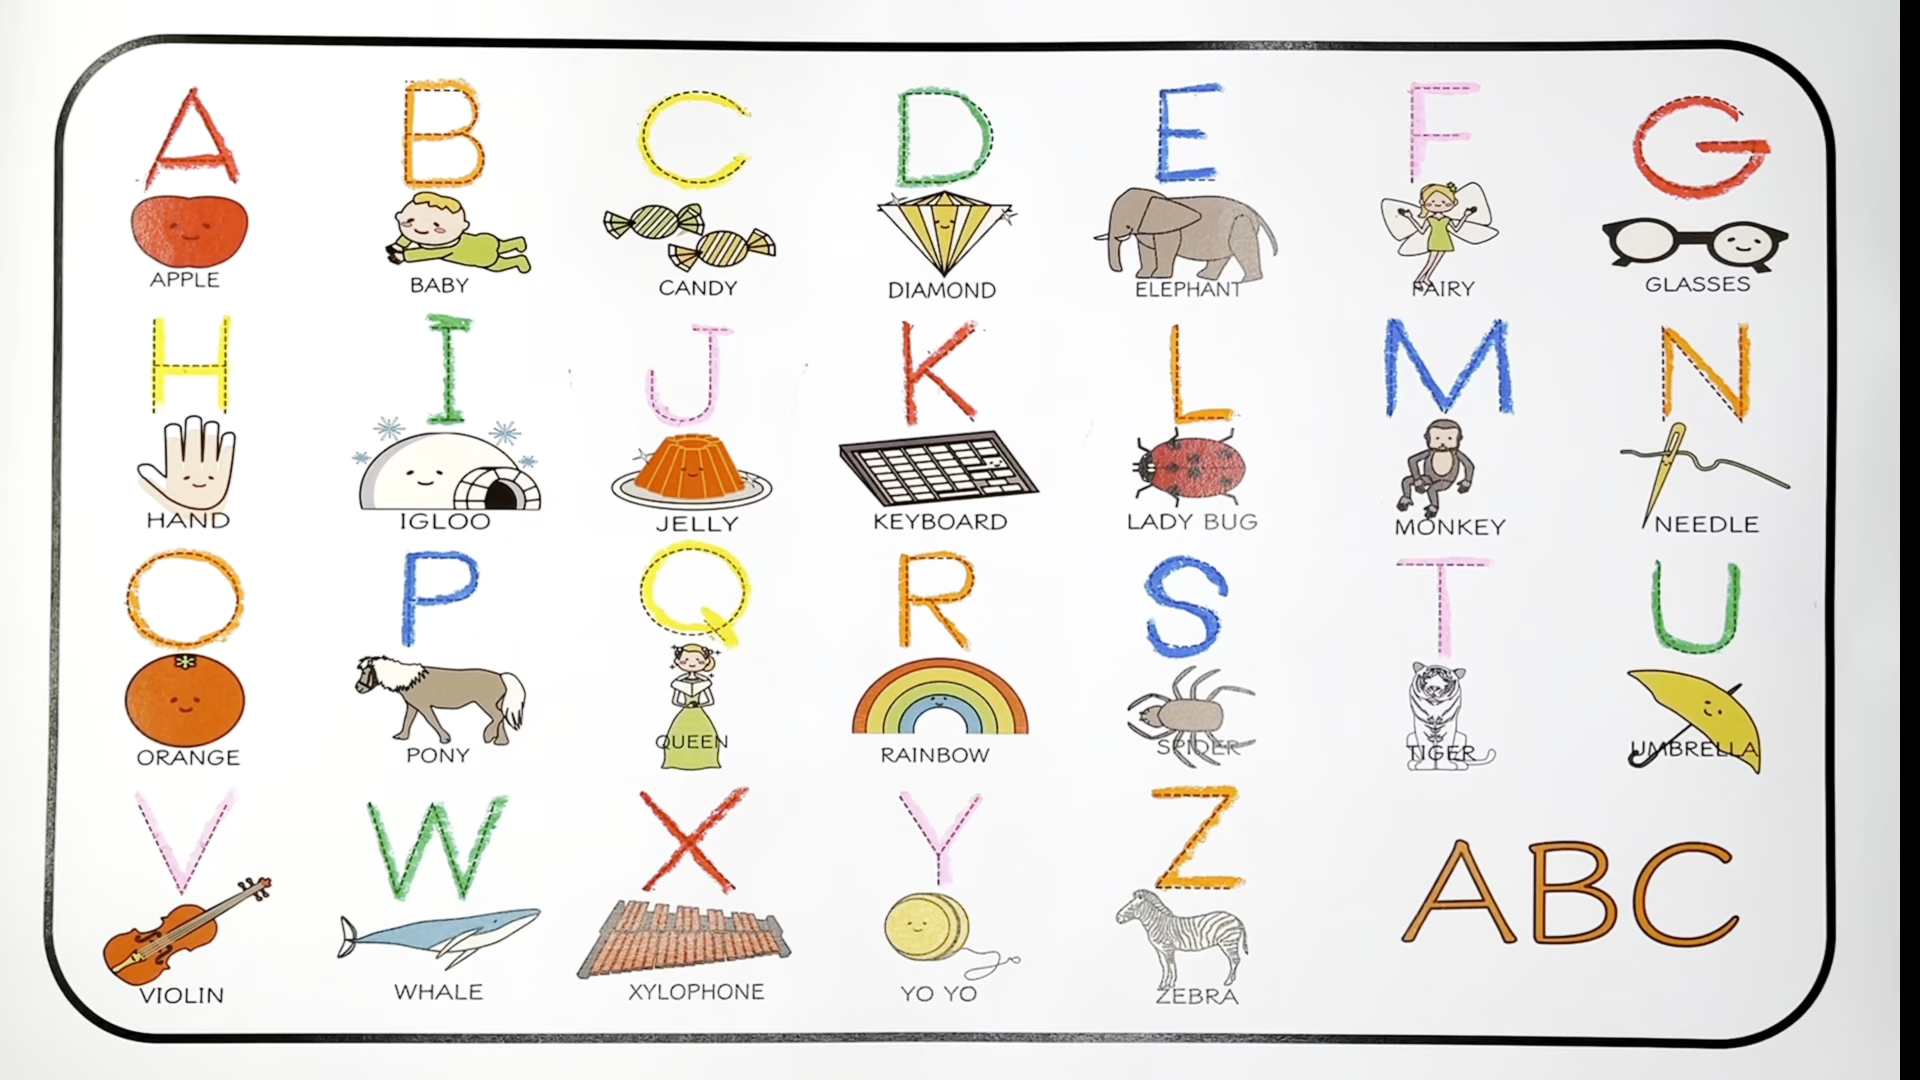 A B C D E F G
APPLE BABY CANDY DIAMOND ELEPHANT FAIRY GLASSES
H I J K L M N
HAND IGLOO JELLY KEYBOARD LADY BUG MONKEY NEEDLE
O P Q R S T U
ORANGE PONY QUEEN RAINBOW SPIDER TIGER UMBRELLA
V W X Y Z
ABC
VIOLIN WHALE XYLOPHONE YO YO ZEBRA